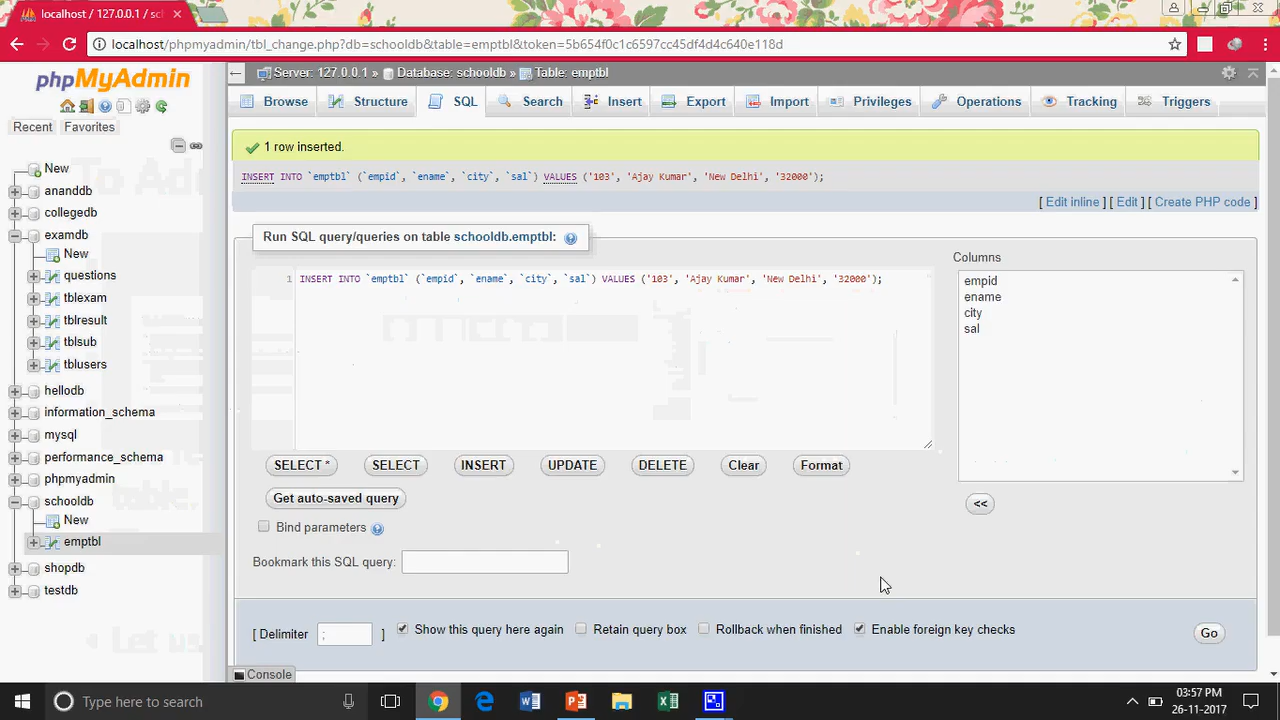 localhost / 127.0.0.1 / sc
localhost/phpmyadmin/tbl_change.php?db=schooldb&table=emptbl&token=5b654f0c1c6597cc45df4d4c640e118d
phpMyAdmin
Recent Favorites
New
ananddb
collegedb
examdb
New
questions
tblexam
tblresult
tblsub
tblusers
hellodb
information_schema
mysql
performance_schema
phpmyadmin
schooldb
New
emptbl
shopdb
testdb
Server: 127.0.0.1 » Database: schooldb » Table: emptbl
Browse Structure SQL Search Insert Export Import Privileges Operations Tracking Triggers
1 row inserted.
INSERT INTO `emptbl` (`empid`, `ename`, `city`, `sal`) VALUES ('103', 'Ajay Kumar', 'New Delhi', '32000');
[ Edit inline ] [ Edit ] [ Create PHP code ]
Run SQL query/queries on table schooldb.emptbl:
1 INSERT INTO `emptbl` (`empid`, `ename`, `city`, `sal`) VALUES ('103', 'Ajay Kumar', 'New Delhi', '32000');
Columns
empid
ename
city
sal
SELECT * SELECT INSERT UPDATE DELETE Clear Format
<<
Get auto-saved query
Bind parameters
Bookmark this SQL query:
[ Delimiter ; ] Show this query here again Retain query box Rollback when finished Enable foreign key checks Go
Console
Type here to search
03:57 PM
26-11-2017